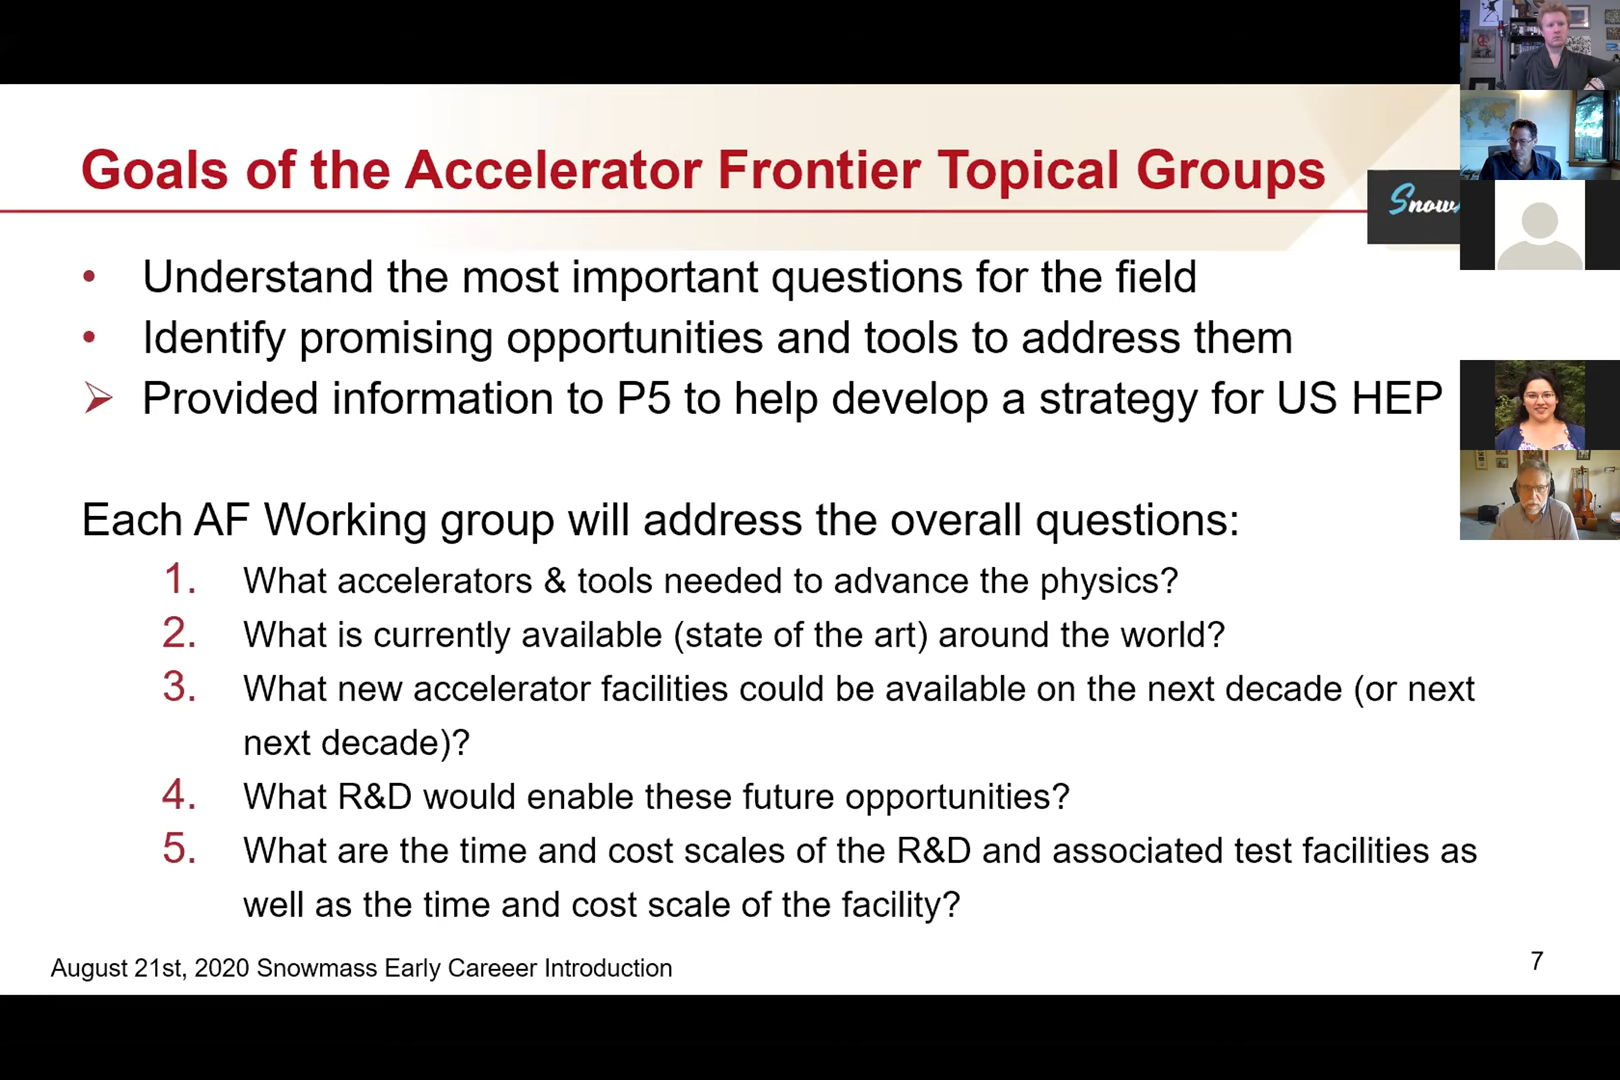 Goals of the Accelerator Frontier Topical Groups
Snow
• Understand the most important questions for the field
• Identify promising opportunities and tools to address them
➢ Provided information to P5 to help develop a strategy for US HEP
Each AF Working group will address the overall questions:
1. What accelerators & tools needed to advance the physics?
2. What is currently available (state of the art) around the world?
3. What new accelerator facilities could be available on the next decade (or next
next decade)?
4. What R&D would enable these future opportunities?
5. What are the time and cost scales of the R&D and associated test facilities as
well as the time and cost scale of the facility?
August 21st, 2020 Snowmass Early Careeer Introduction
7